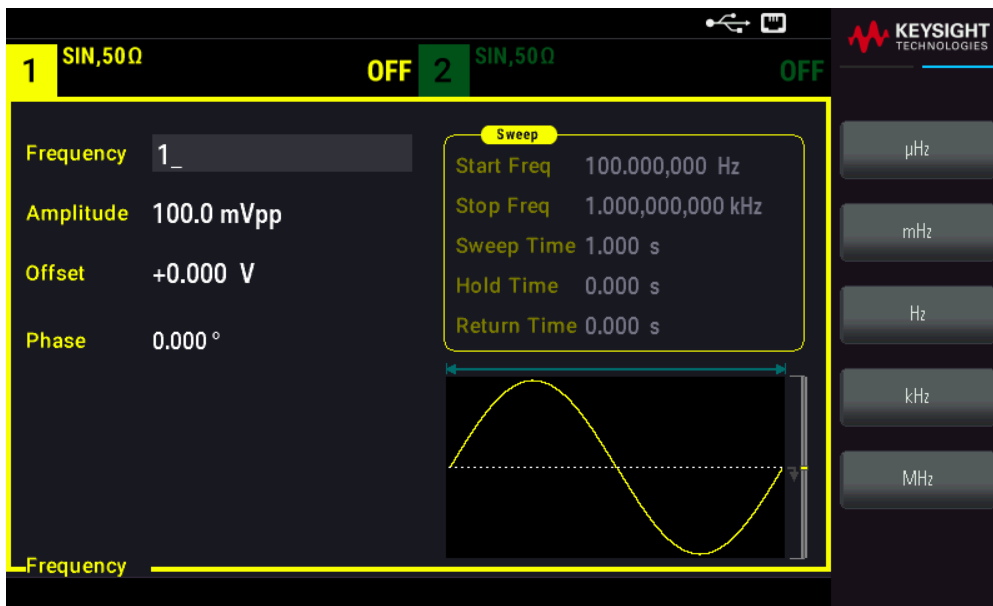 KEYSIGHT
TECHNOLOGIES
1 SIN,50Ω OFF
2 SIN,50Ω OFF
Frequency 1_
Amplitude 100.0 mVpp
Offset +0.000 V
Phase 0.000 °
Sweep
Start Freq 100.000,000 Hz
Stop Freq 1.000,000,000 kHz
Sweep Time 1.000 s
Hold Time 0.000 s
Return Time 0.000 s
Frequency
µHz
mHz
Hz
kHz
MHz